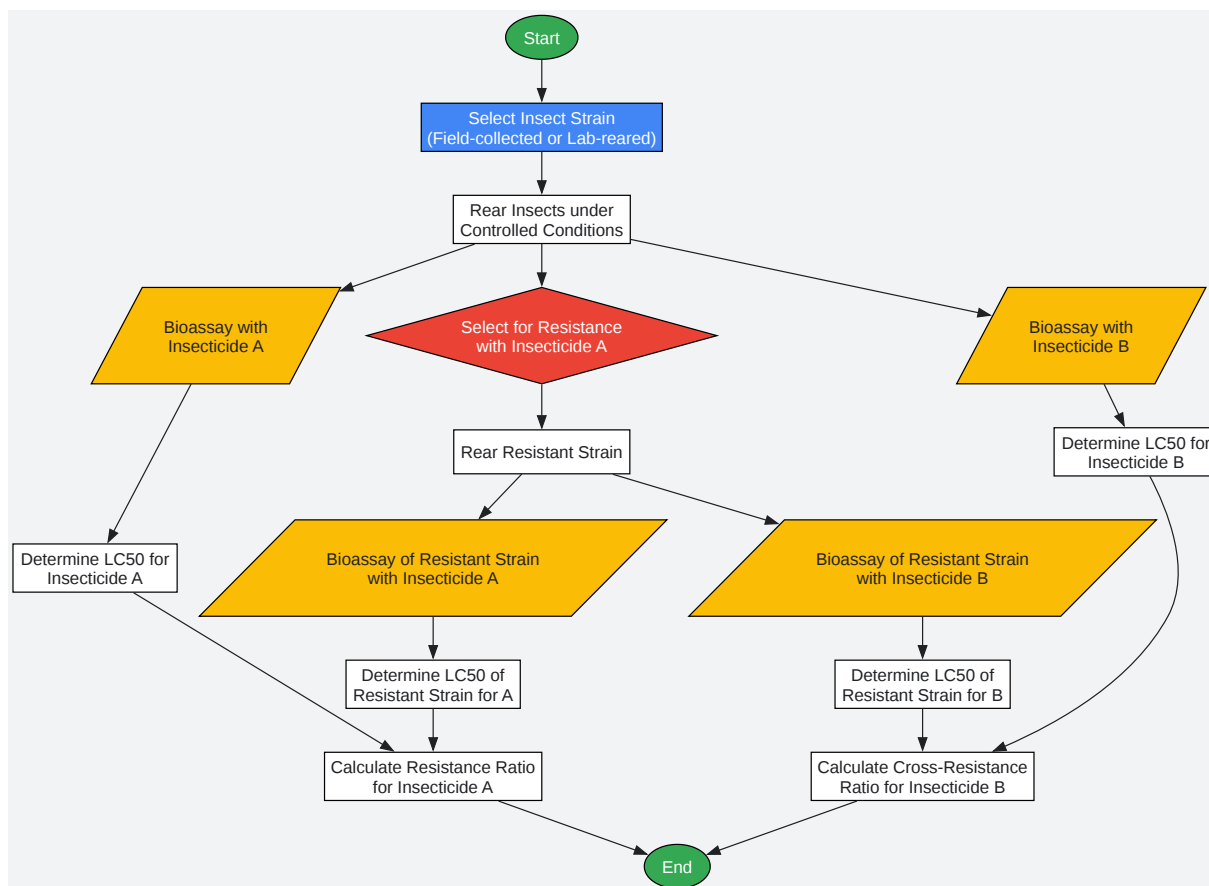 Start
Select Insect Strain
(Field-collected or Lab-reared)
Rear Insects under
Controlled Conditions
Bioassay with
Insecticide A
Select for Resistance
with Insecticide A
Bioassay with
Insecticide B
Rear Resistant Strain
Determine LC50 for
Insecticide B
Determine LC50 for
Insecticide A
Bioassay of Resistant Strain
with Insecticide A
Bioassay of Resistant Strain
with Insecticide B
Determine LC50 of
Resistant Strain for A
Determine LC50 of
Resistant Strain for B
Calculate Resistance Ratio
for Insecticide A
Calculate Cross-Resistance
Ratio for Insecticide B
End